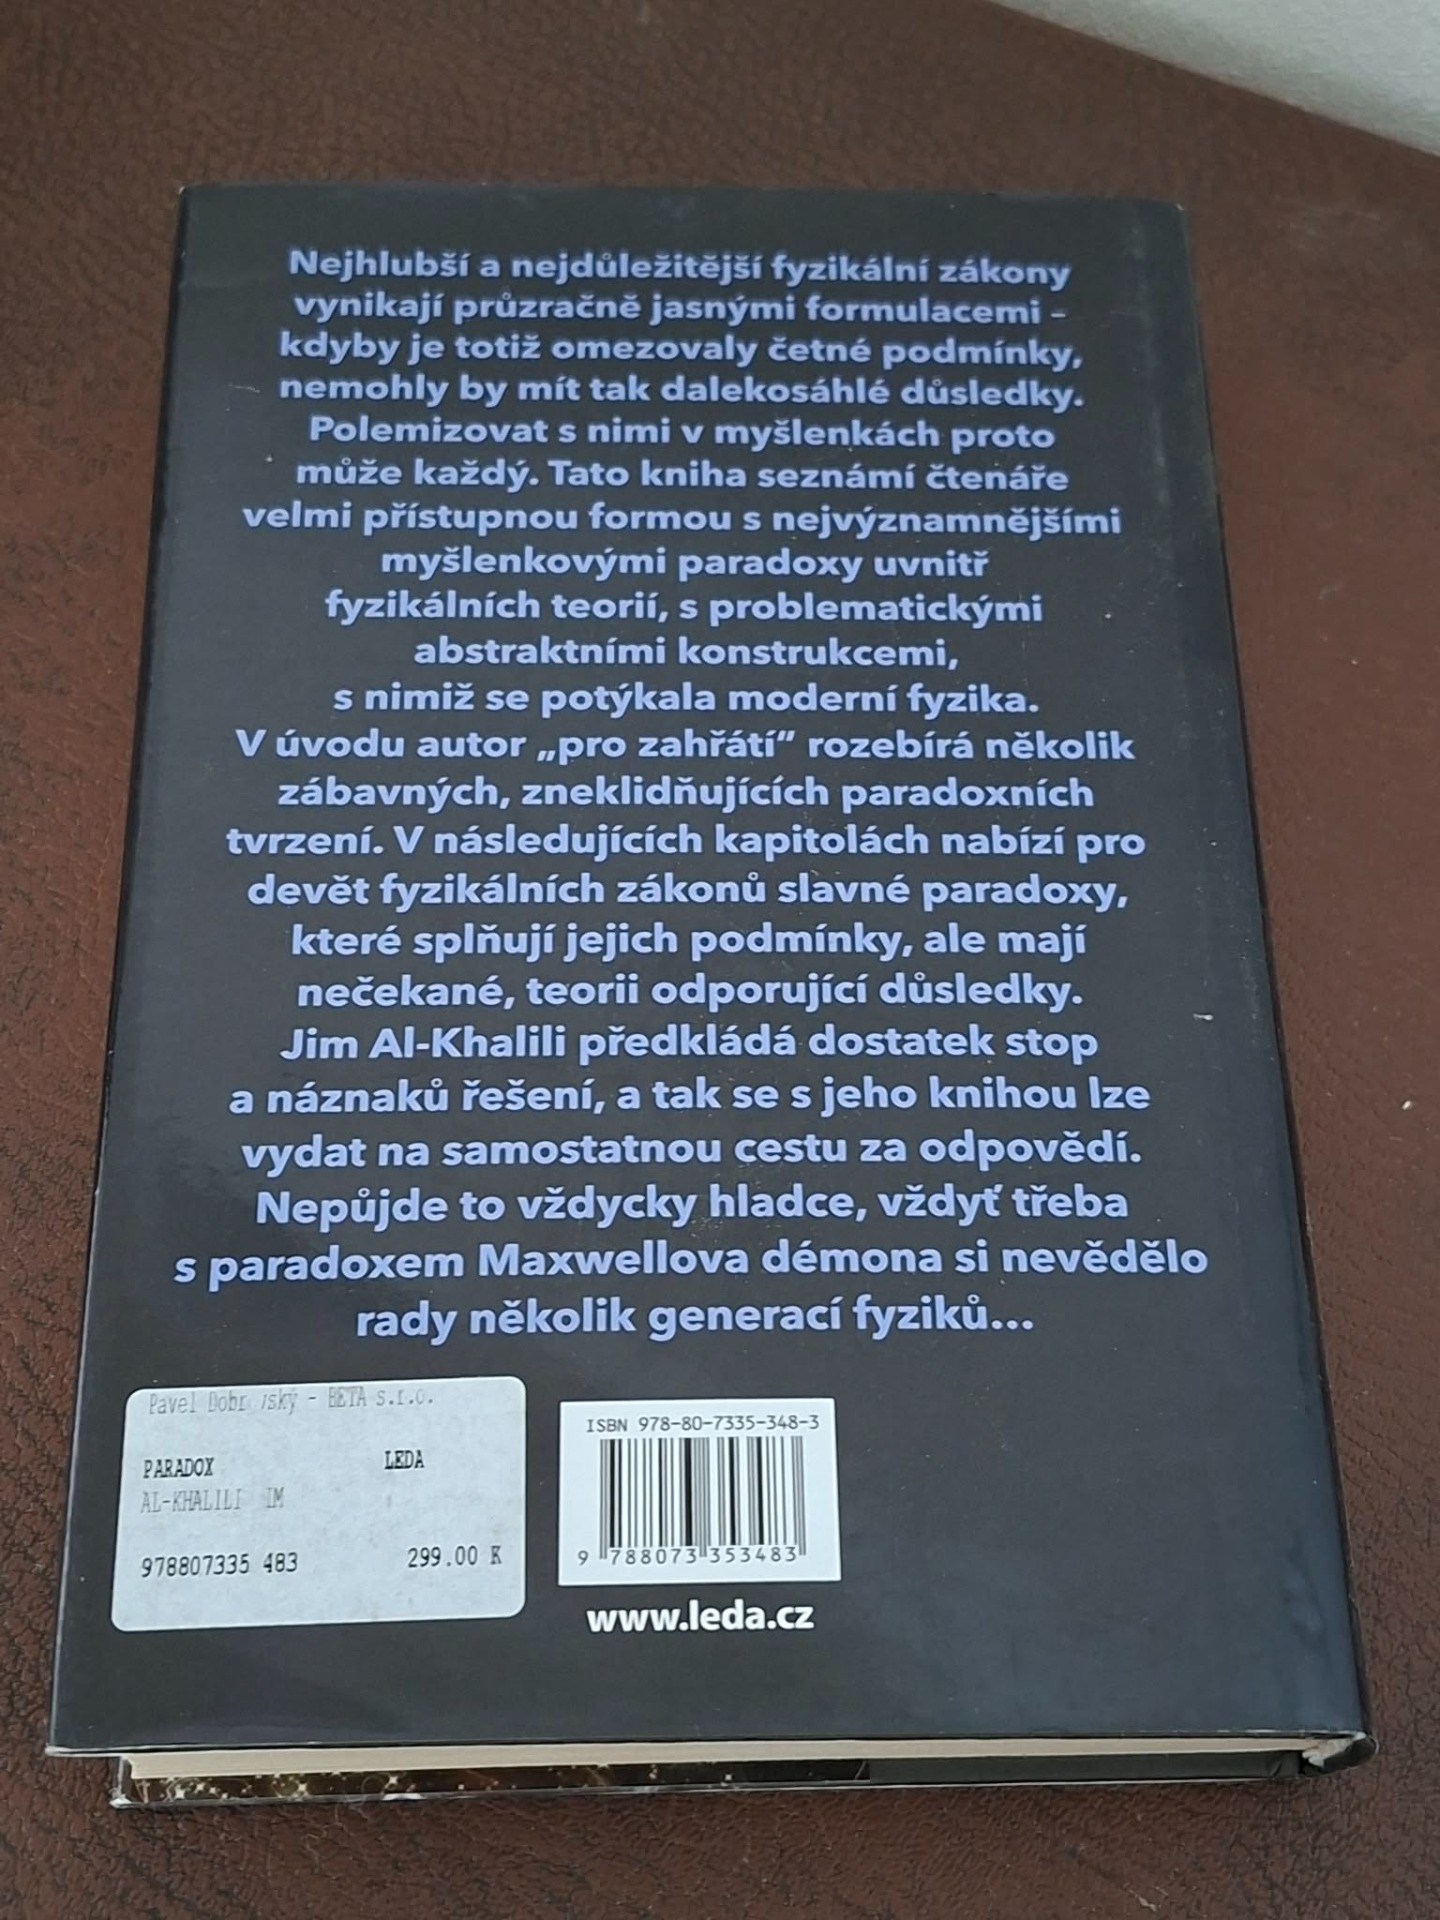 Nejhlubší a nejdůležitější fyzikální zákony
vynikají průzračně jasnými formulacemi –
kdyby je totiž omezovaly četné podmínky,
nemohly by mít tak dalekosáhlé důsledky.
Polemizovat s nimi v myšlenkách proto
může každý. Tato kniha seznámí čtenáře
velmi přístupnou formou s nejvýznamnějšími
myšlenkovými paradoxy uvnitř
fyzikálních teorií, s problematickými
abstraktními konstrukcemi,
s nimiž se potýkala moderní fyzika.
V úvodu autor „pro zahřátí“ rozebírá několik
zábavných, zneklidňujících paradoxních
tvrzení. V následujících kapitolách nabízí pro
devět fyzikálních zákonů slavné paradoxy,
které splňují jejich podmínky, ale mají
nečekané, teorii odporující důsledky.
Jim Al-Khalili předkládá dostatek stop
a náznaků řešení, a tak se s jeho knihou lze
vydat na samostatnou cestu za odpovědí.
Nepůjde to vždycky hladce, vždyť třeba
s paradoxem Maxwellova démona si nevědělo
rady několik generací fyziků...
Pavel - BETA s.r.o.
PARADOX LEDA
AL-KHALILI
978807335 483 299.00 K
ISBN 978-80-7335-348-3
9 788073 353483
www.leda.cz